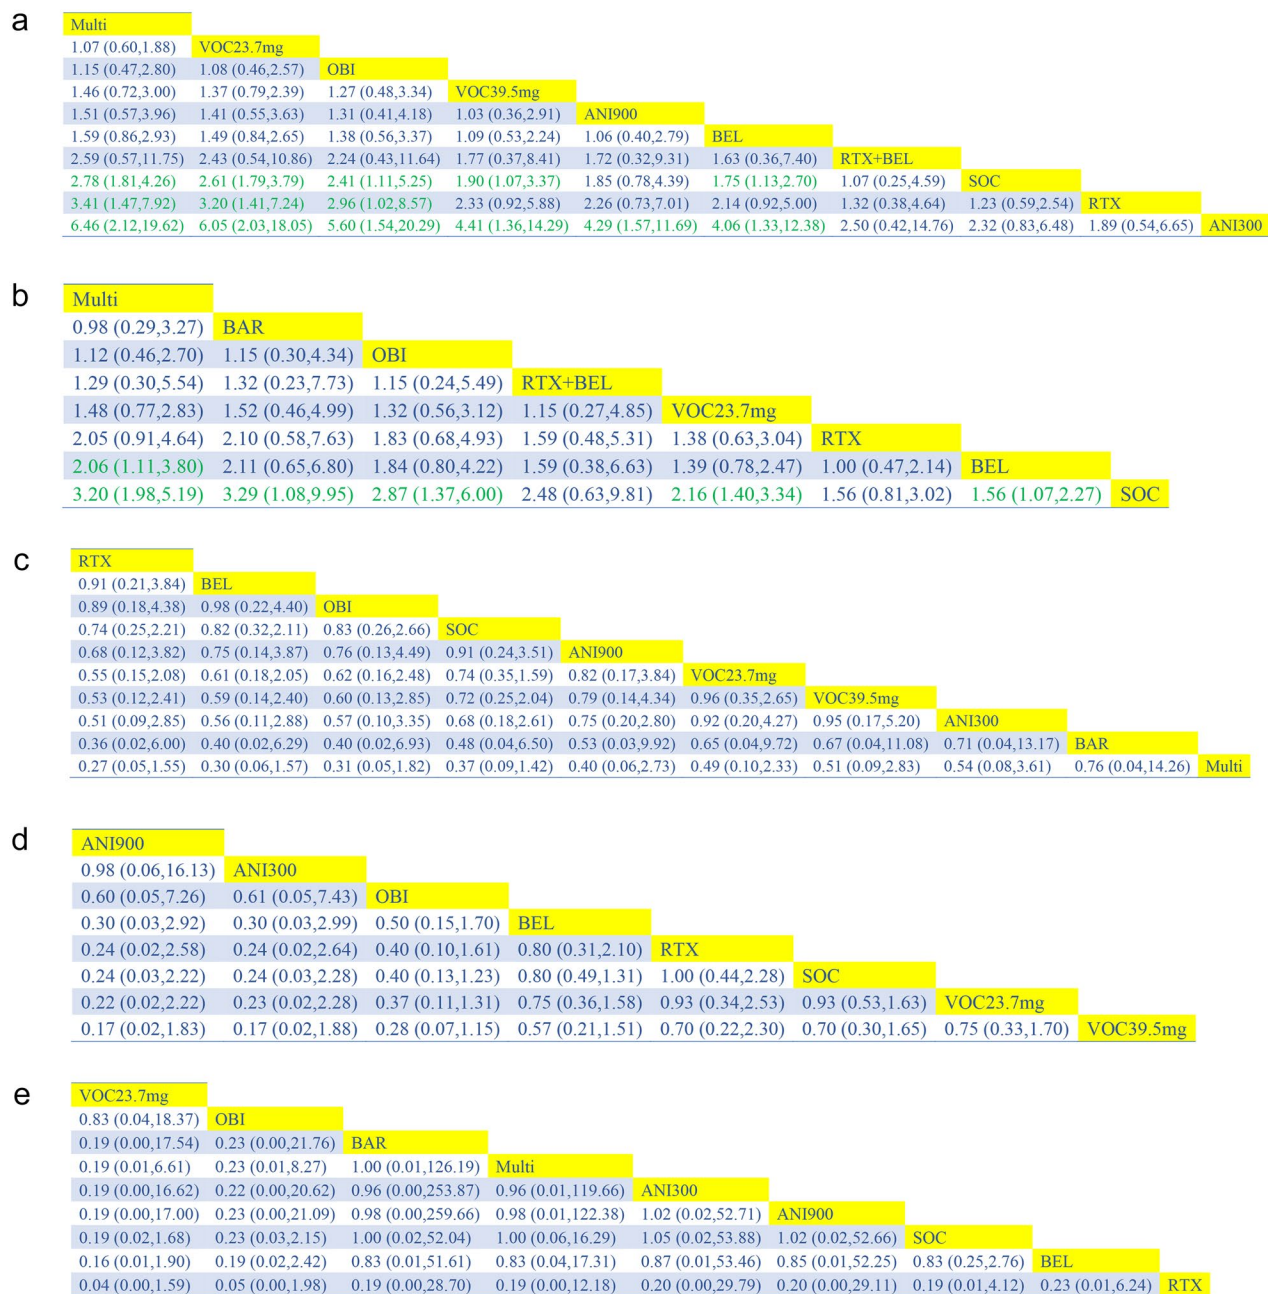 a
Multi
1.07 (0.60,1.88) VOC23.7mg
1.15 (0.47,2.80) 1.08 (0.46,2.57) OBI
1.46 (0.72,3.00) 1.37 (0.79,2.39) 1.27 (0.48,3.34) VOC39.5mg
1.51 (0.57,3.96) 1.41 (0.55,3.63) 1.31 (0.41,4.18) 1.03 (0.36,2.91) ANI900
1.59 (0.86,2.93) 1.49 (0.84,2.65) 1.38 (0.56,3.37) 1.09 (0.53,2.24) 1.06 (0.40,2.79) BEL
2.59 (0.57,11.75) 2.43 (0.54,10.86) 2.24 (0.43,11.64) 1.77 (0.37,8.41) 1.72 (0.32,9.31) 1.63 (0.36,7.40) RTX+BEL
2.78 (1.81,4.26) 2.61 (1.79,3.79) 2.41 (1.11,5.25) 1.90 (1.07,3.37) 1.85 (0.78,4.39) 1.75 (1.13,2.70) 1.07 (0.25,4.59) SOC
3.41 (1.47,7.92) 3.20 (1.41,7.24) 2.96 (1.02,8.57) 2.33 (0.92,5.88) 2.26 (0.73,7.01) 2.14 (0.92,5.00) 1.32 (0.38,4.64) 1.23 (0.59,2.54) RTX
6.46 (2.12,19.62) 6.05 (2.03,18.05) 5.60 (1.54,20.29) 4.41 (1.36,14.29) 4.29 (1.57,11.69) 4.06 (1.33,12.38) 2.50 (0.42,14.76) 2.32 (0.83,6.48) 1.89 (0.54,6.65) ANI300
b
Multi
0.98 (0.29,3.27) BAR
1.12 (0.46,2.70) 1.15 (0.30,4.34) OBI
1.29 (0.30,5.54) 1.32 (0.23,7.73) 1.15 (0.24,5.49) RTX+BEL
1.48 (0.77,2.83) 1.52 (0.46,4.99) 1.32 (0.56,3.12) 1.15 (0.27,4.85) VOC23.7mg
2.05 (0.91,4.64) 2.10 (0.58,7.63) 1.83 (0.68,4.93) 1.59 (0.48,5.31) 1.38 (0.63,3.04) RTX
2.06 (1.11,3.80) 2.11 (0.65,6.80) 1.84 (0.80,4.22) 1.59 (0.38,6.63) 1.39 (0.78,2.47) 1.00 (0.47,2.14) BEL
3.20 (1.98,5.19) 3.29 (1.08,9.95) 2.87 (1.37,6.00) 2.48 (0.63,9.81) 2.16 (1.40,3.34) 1.56 (0.81,3.02) 1.56 (1.07,2.27) SOC
c
RTX
0.91 (0.21,3.84) BEL
0.89 (0.18,4.38) 0.98 (0.22,4.40) OBI
0.74 (0.25,2.21) 0.82 (0.32,2.11) 0.83 (0.26,2.66) SOC
0.68 (0.12,3.82) 0.75 (0.14,3.87) 0.76 (0.13,4.49) 0.91 (0.24,3.51) ANI900
0.55 (0.15,2.08) 0.61 (0.18,2.05) 0.62 (0.16,2.48) 0.74 (0.35,1.59) 0.82 (0.17,3.84) VOC23.7mg
0.53 (0.12,2.41) 0.59 (0.14,2.40) 0.60 (0.13,2.85) 0.72 (0.25,2.04) 0.79 (0.14,4.34) 0.96 (0.35,2.65) VOC39.5mg
0.51 (0.09,2.85) 0.56 (0.11,2.88) 0.57 (0.10,3.35) 0.68 (0.18,2.61) 0.75 (0.20,2.80) 0.92 (0.20,4.27) 0.95 (0.17,5.20) ANI300
0.36 (0.02,6.00) 0.40 (0.02,6.29) 0.40 (0.02,6.93) 0.48 (0.04,6.50) 0.53 (0.03,9.92) 0.65 (0.04,9.72) 0.67 (0.04,11.08) 0.71 (0.04,13.17) BAR
0.27 (0.05,1.55) 0.30 (0.06,1.57) 0.31 (0.05,1.82) 0.37 (0.09,1.42) 0.40 (0.06,2.73) 0.49 (0.10,2.33) 0.51 (0.09,2.83) 0.54 (0.08,3.61) 0.76 (0.04,14.26) Multi
d
ANI900
0.98 (0.06,16.13) ANI300
0.60 (0.05,7.26) 0.61 (0.05,7.43) OBI
0.30 (0.03,2.92) 0.30 (0.03,2.99) 0.50 (0.15,1.70) BEL
0.24 (0.02,2.58) 0.24 (0.02,2.64) 0.40 (0.10,1.61) 0.80 (0.31,2.10) RTX
0.24 (0.03,2.22) 0.24 (0.03,2.28) 0.40 (0.13,1.23) 0.80 (0.49,1.31) 1.00 (0.44,2.28) SOC
0.22 (0.02,2.22) 0.23 (0.02,2.28) 0.37 (0.11,1.31) 0.75 (0.36,1.58) 0.93 (0.34,2.53) 0.93 (0.53,1.63) VOC23.7mg
0.17 (0.02,1.83) 0.17 (0.02,1.88) 0.28 (0.07,1.15) 0.57 (0.21,1.51) 0.70 (0.22,2.30) 0.70 (0.30,1.65) 0.75 (0.33,1.70) VOC39.5mg
e
VOC23.7mg
0.83 (0.04,18.37) OBI
0.19 (0.00,17.54) 0.23 (0.00,21.76) BAR
0.19 (0.01,6.61) 0.23 (0.01,8.27) 1.00 (0.01,126.19) Multi
0.19 (0.00,16.62) 0.22 (0.00,20.62) 0.96 (0.00,253.87) 0.96 (0.01,119.66) ANI300
0.19 (0.00,17.00) 0.23 (0.00,21.09) 0.98 (0.00,259.66) 0.98 (0.01,122.38) 1.02 (0.02,52.71) ANI900
0.19 (0.02,1.68) 0.23 (0.03,2.15) 1.00 (0.02,52.04) 1.00 (0.06,16.29) 1.05 (0.02,53.88) 1.02 (0.02,52.66) SOC
0.16 (0.01,1.90) 0.19 (0.02,2.42) 0.83 (0.01,51.61) 0.83 (0.04,17.31) 0.87 (0.01,53.46) 0.85 (0.01,52.25) 0.83 (0.25,2.76) BEL
0.04 (0.00,1.59) 0.05 (0.00,1.98) 0.19 (0.00,28.70) 0.19 (0.00,12.18) 0.20 (0.00,29.79) 0.20 (0.00,29.11) 0.19 (0.01,4.12) 0.23 (0.01,6.24) RTX